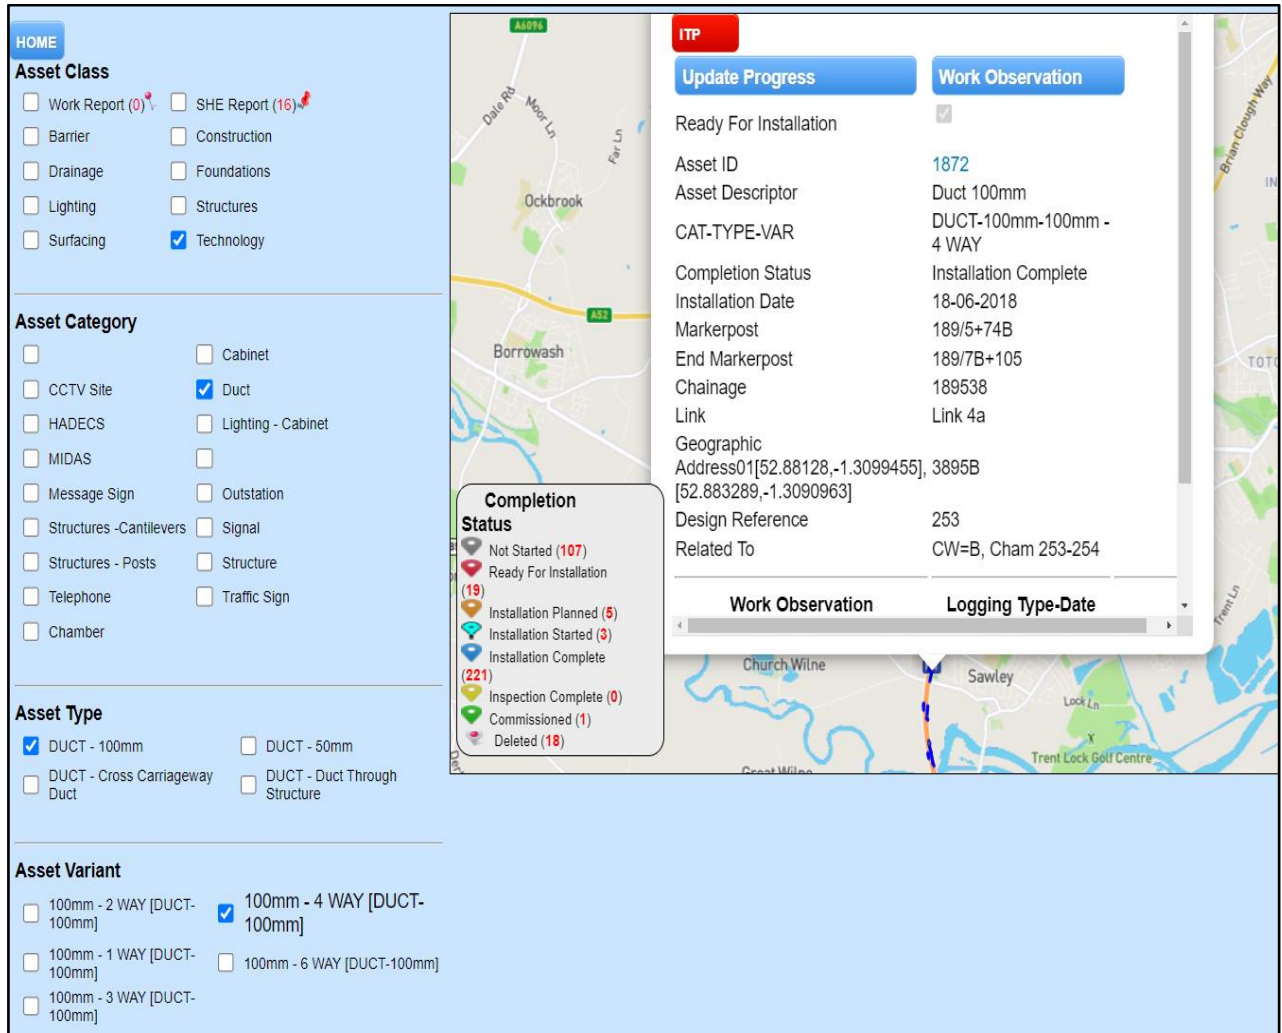 HOME
Asset Class
Work Report (0)
SHE Report (16)
Barrier
Construction
Drainage
Foundations
Lighting
Structures
Surfacing
Technology
Asset Category
Cabinet
CCTV Site
Duct
HADECS
Lighting - Cabinet
MIDAS
Message Sign
Outstation
Structures -Cantilevers
Signal
Structures - Posts
Structure
Telephone
Traffic Sign
Chamber
Asset Type
DUCT - 100mm
DUCT - 50mm
DUCT - Cross Carriageway
Duct
DUCT - Duct Through
Structure
Asset Variant
100mm - 2 WAY [DUCT-
100mm]
100mm - 4 WAY [DUCT-
100mm]
100mm - 1 WAY [DUCT-
100mm]
100mm - 6 WAY [DUCT-100mm]
100mm - 3 WAY [DUCT-
100mm]
A6096
Dale Rd
Moor Ln
Far Ln
Ockbrook
A52
Borrowash
Completion
Status
Not Started (107)
Ready For Installation
(19)
Installation Planned (5)
Installation Started (3)
Installation Complete
(221)
Inspection Complete (0)
Commissioned (1)
Deleted (18)
ITP
Update Progress
Work Observation
Ready For Installation
Asset ID
1872
Asset Descriptor
Duct 100mm
CAT-TYPE-VAR
DUCT-100mm-100mm -
4 WAY
Completion Status
Installation Complete
Installation Date
18-06-2018
Markerpost
189/5+74B
End Markerpost
189/7B+105
Chainage
189538
Link
Link 4a
Geographic
Address01[52.88128,-1.3099455],
[52.883289,-1.3090963]
3895B
Design Reference
253
Related To
CW=B, Cham 253-254
Work Observation
Logging Type-Date
Brian Clough Way
IN
TOTO
Trent Ln
Church Wilne
Sawley
Lock Ln
Trent Lock Golf Centre
Great Wilne